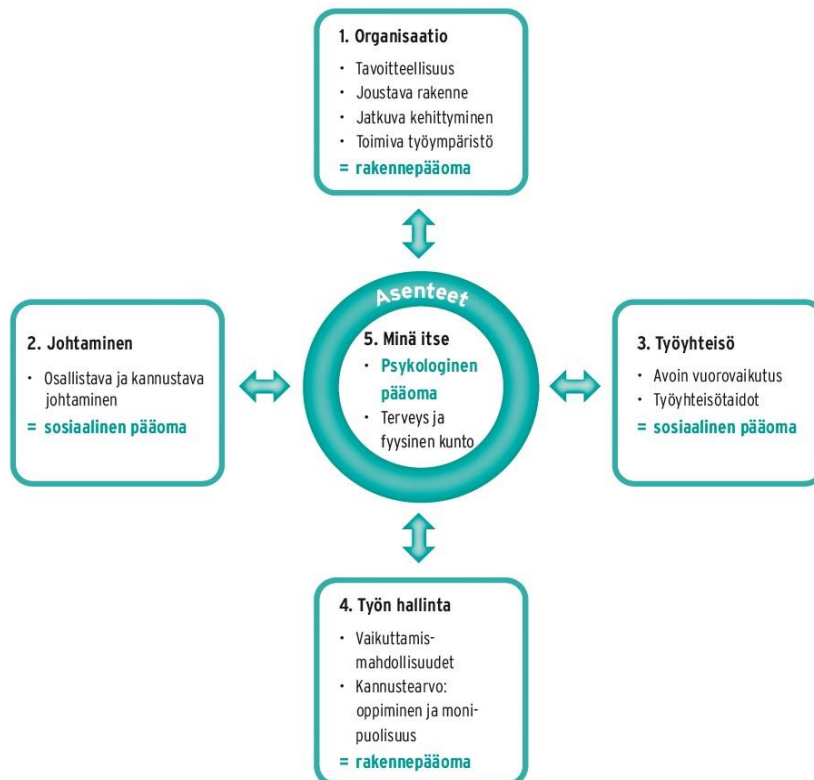 1. Organisaatio
• Tavoitteellisuus
• Joustava rakenne
• Jatkuva kehittyminen
• Toimiva työympäristö
= rakennepääoma
Asenteet
5. Minä itse
• Psykologinen
pääoma
• Terveys ja
fyysinen kunto
2. Johtaminen
• Osallistava ja kannustava
johtaminen
= sosiaalinen pääoma
3. Työyhteisö
• Avoin vuorovaikutus
• Työyhteisötaidot
= sosiaalinen pääoma
4. Työn hallinta
• Vaikuttamis-
mahdollisuudet
• Kannustearvo:
oppiminen ja moni-
puolisuus
= rakennepääoma